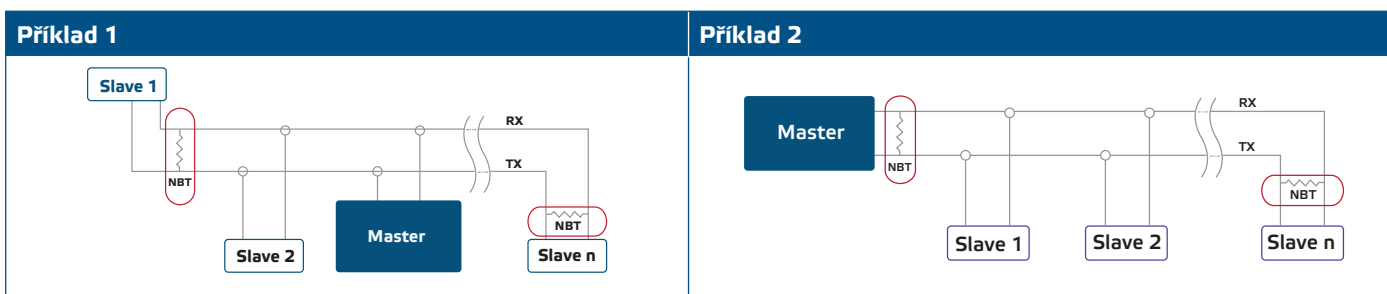 Příklad 1
Slave 1
RX
NBT
TX
NBT
Slave 2
Master
Slave n
Příklad 2
Master
RX
TX
NBT
NBT
Slave 1
Slave 2
Slave n